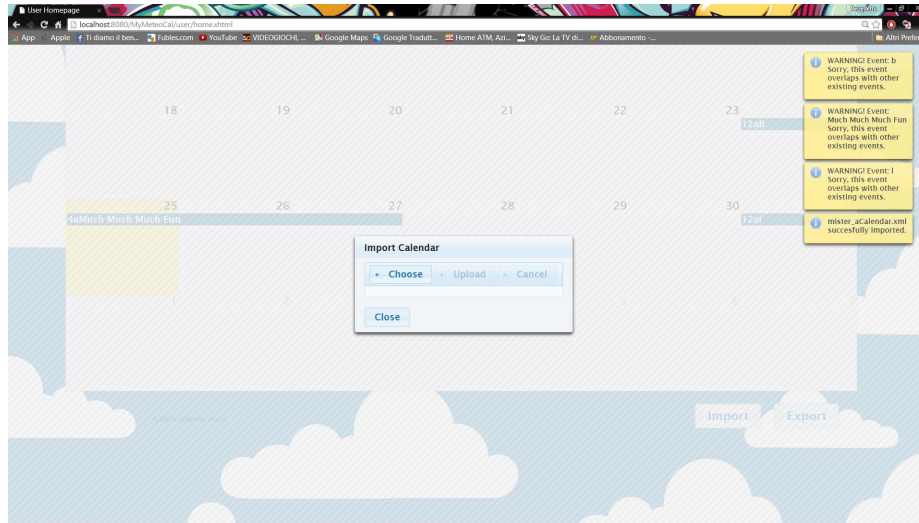 User Homepage
localhost:8080/MyMeteoCal/user/home.xhtml
App Apple Ti diamo il ben... Fubles.com YouTube VIDEOGIOCHI, ... Google Maps Google Tradutt... Home ATM, Azi... Sky Go: La TV di... Abbonamento -... Altri Prefe
WARNING! Event: b
Sorry, this event
overlaps with other
existing events.
18 19 20 21 22 23
12ab
WARNING! Event:
Much Much Much Fun
Sorry, this event
overlaps with other
existing events.
WARNING! Event: l
Sorry, this event
overlaps with other
existing events.
25 26 27 28 29 30
4aMuch Much Much Fun
12al
mister_aCalendar.xml
succesfully imported.
Import Calendar
Choose Upload Cancel
Close
1 2 6
Import Export